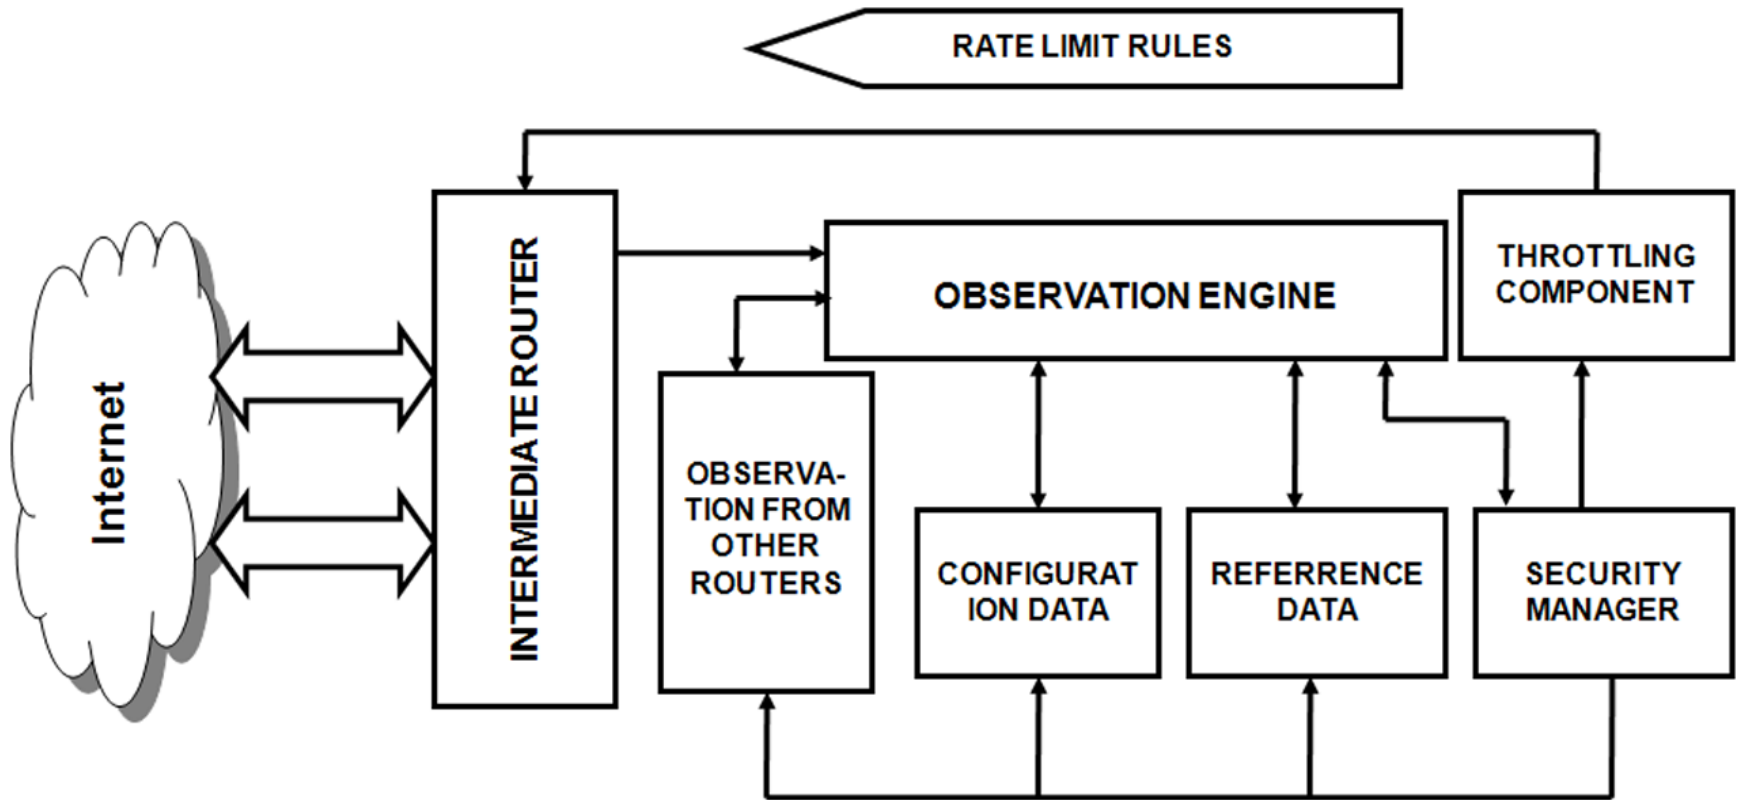 RATE LIMIT RULES
Internet
INTERMEDIATE ROUTER
OBSERVATION ENGINE
THROTTLING
COMPONENT
OBSERVA-
TION FROM
OTHER
ROUTERS
CONFIGURAT
ION DATA
REFERRENCE
DATA
SECURITY
MANAGER